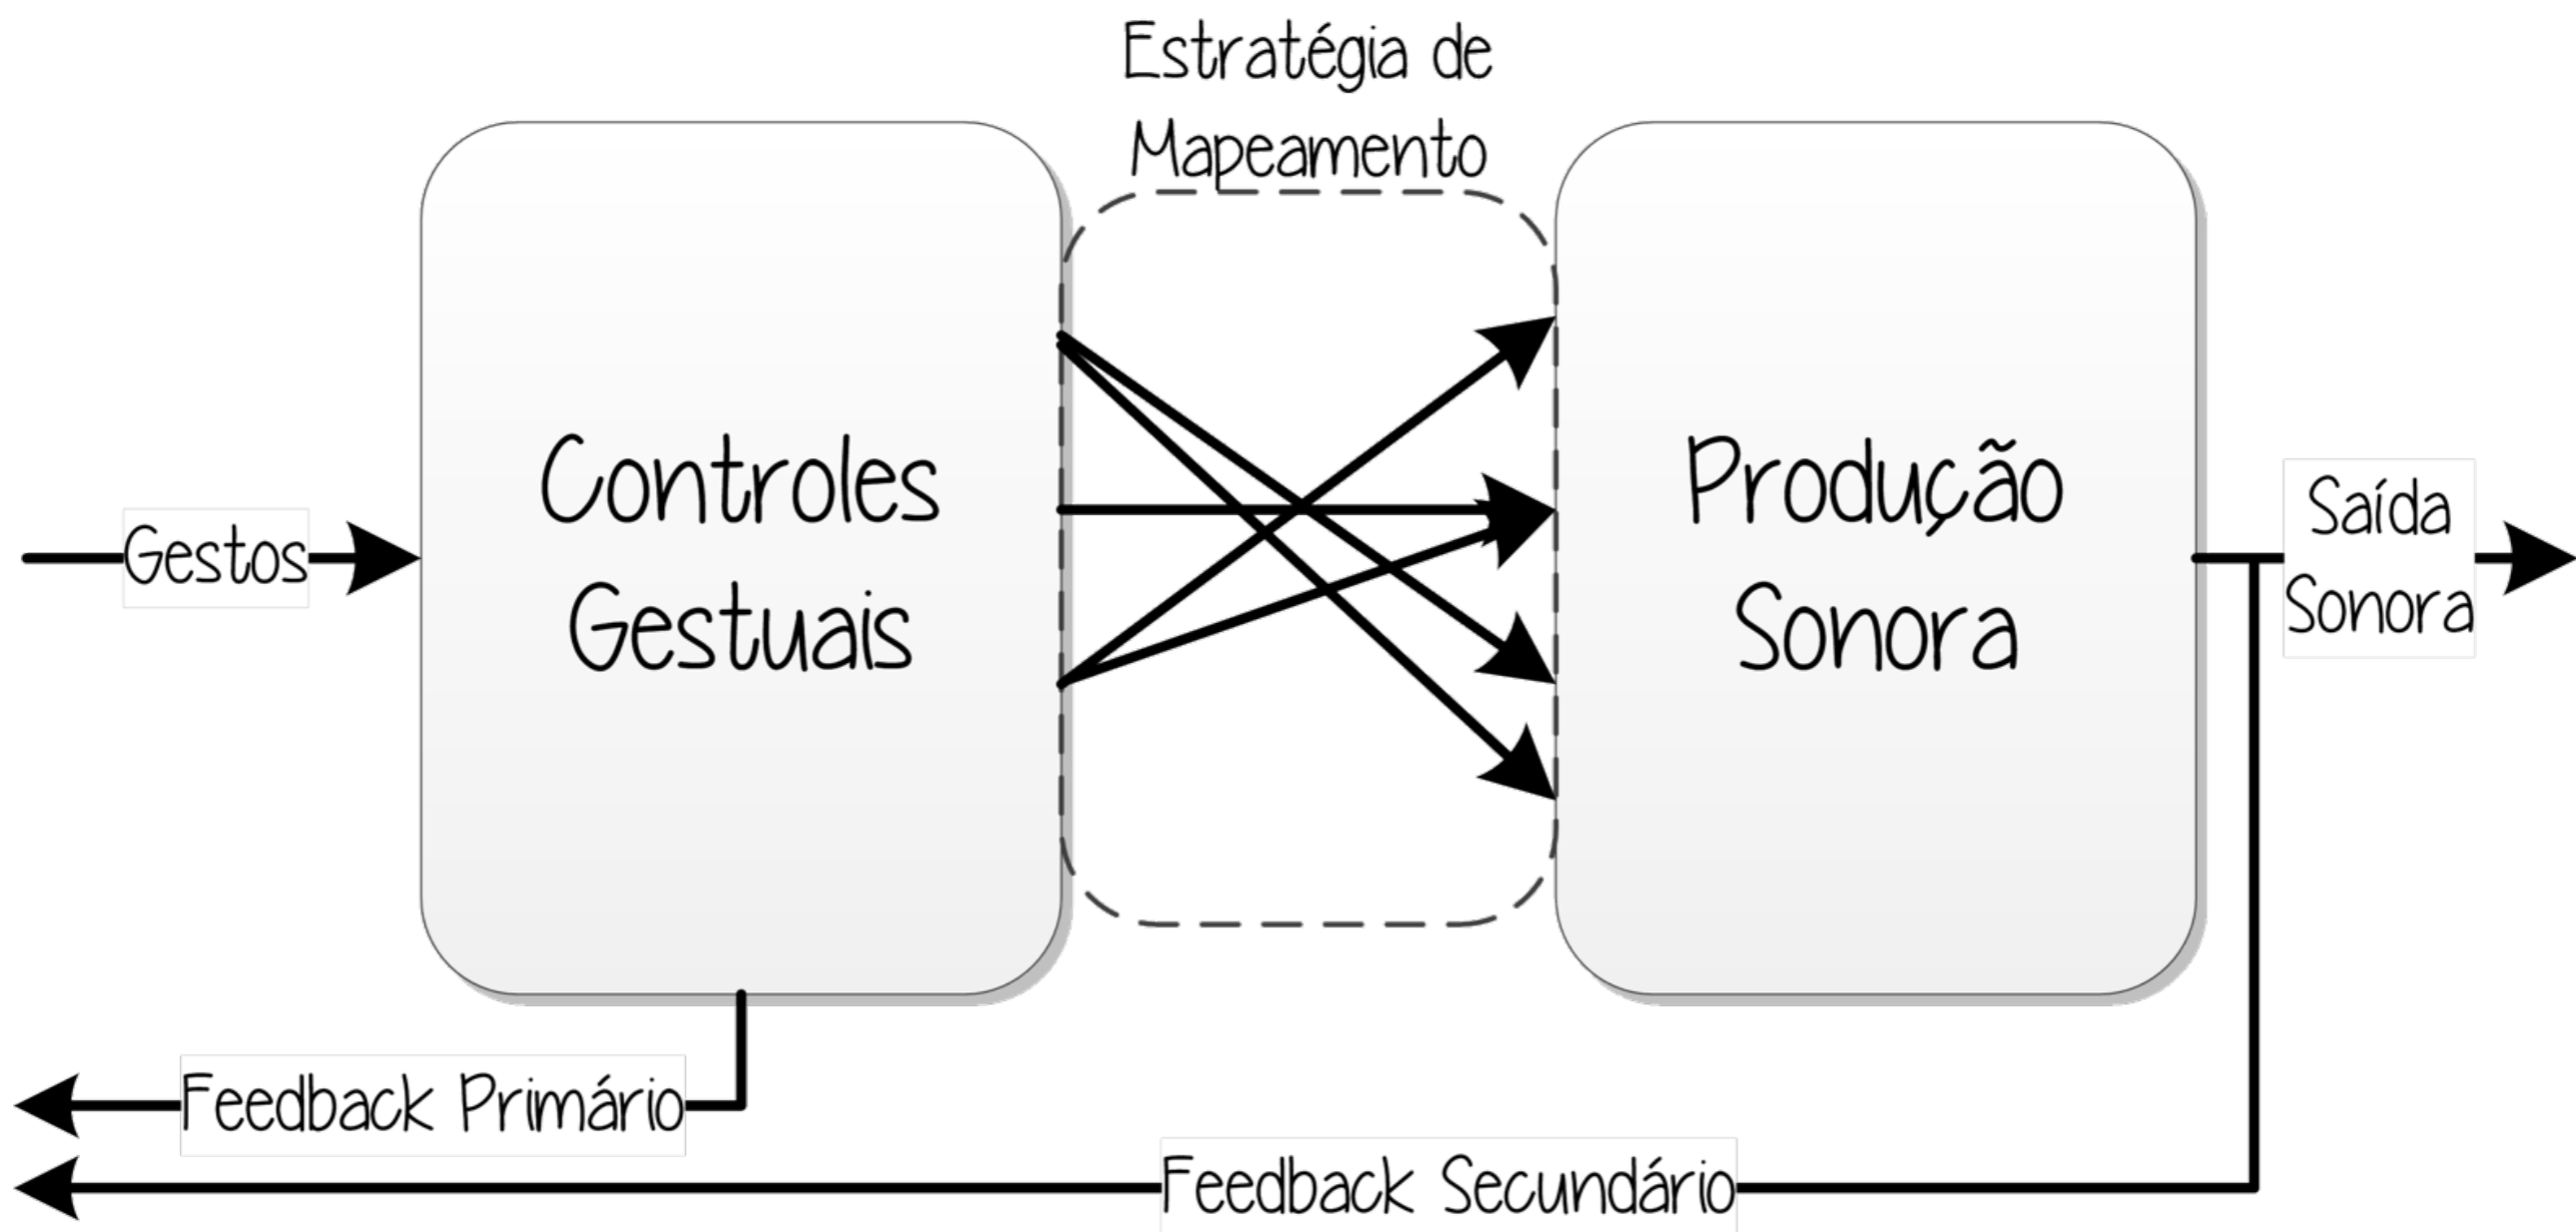 Estratégia de
Mapeamento
Gestos
Controles
Gestuais
Produção
Sonora
Saída
Sonora
Feedback Primário
Feedback Secundário